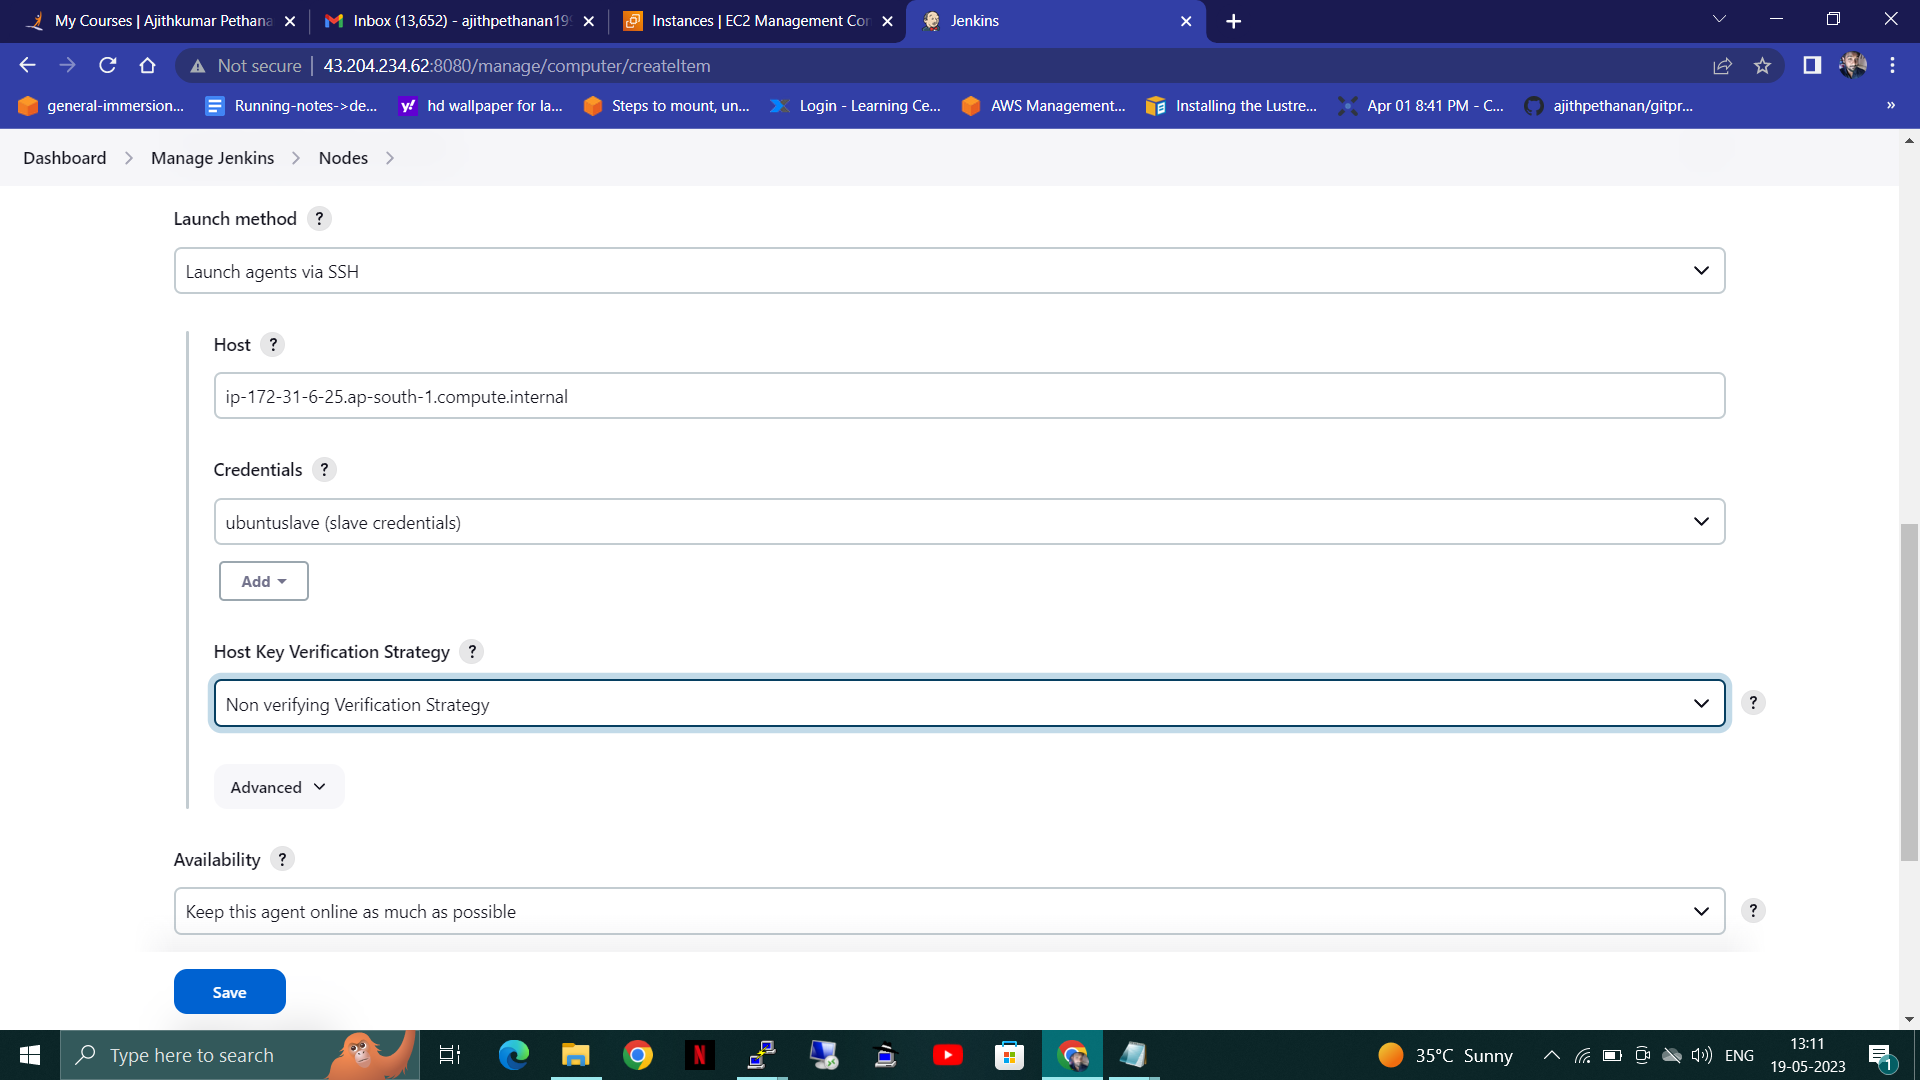 My Courses | Ajithkumar Pethana
Inbox (13,652) - ajithpethanan199
Instances | EC2 Management Con
Jenkins
Not secure
43.204.234.62:8080/manage/computer/createItem
general-immersion...
Running-notes->de...
hd wallpaper for la...
Steps to mount, un...
Login - Learning Ce...
AWS Management...
Installing the Lustre...
Apr 01 8:41 PM - C...
ajithpethanan/gitpr...
»
Dashboard
Manage Jenkins
Nodes
Launch method ?
Launch agents via SSH
Host ?
ip-172-31-6-25.ap-south-1.compute.internal
Credentials ?
ubuntuslave (slave credentials)
Add
Host Key Verification Strategy ?
Non verifying Verification Strategy
?
Advanced
Availability ?
Keep this agent online as much as possible
?
Save
Type here to search
35°C Sunny
ENG
13:11
19-05-2023
1